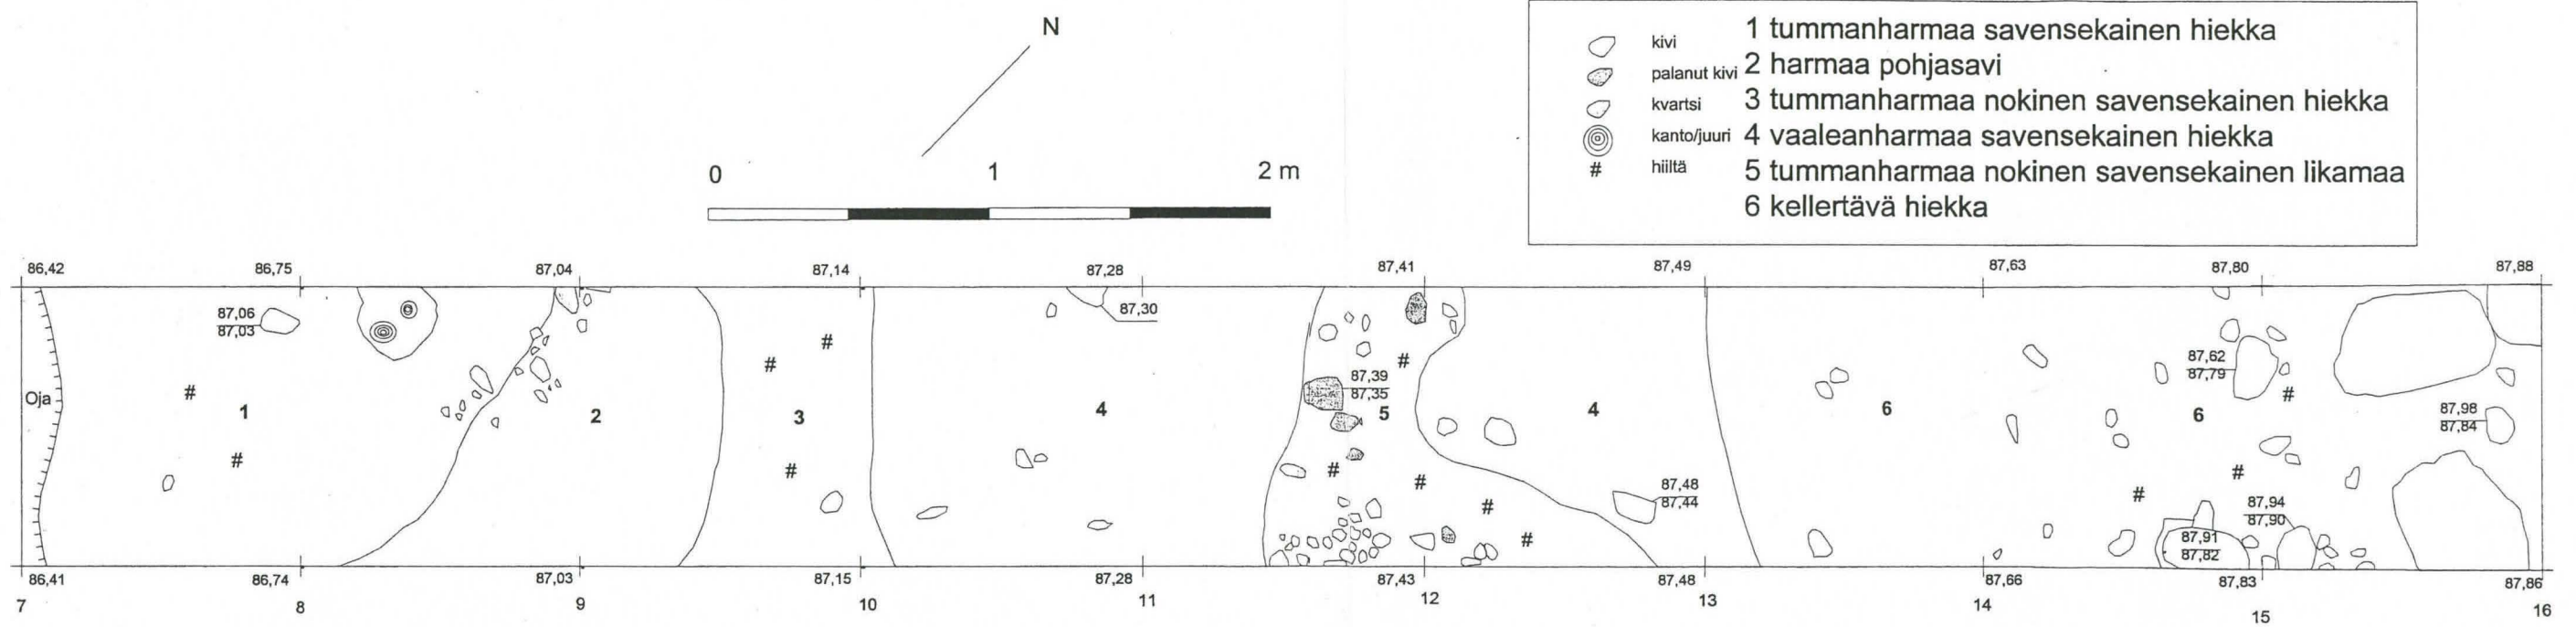 N
0 1 2 m
kivi
palanut kivi
kvartsi
kanto/juuri
# hiiltä
1 tummanharmaa savensekainen hiekka
2 harmaa pohjasavi
3 tummanharmaa nokinen savensekainen hiekka
4 vaaleanharmaa savensekainen hiekka
5 tummanharmaa nokinen savensekainen likamaa
6 kellertävä hiekka
86,42 86,75 87,04 87,14 87,28 87,41 87,49 87,63 87,80 87,88
87,06
87,03
87,30
# # #
87,39
87,35
87,62
87,79
#
Oja # 1 2 3 4 5 4 6 6
87,98
87,84
# # # # #
87,48
87,44
# #
87,94
87,90
#
87,91
87,82
86,41 86,74 87,03 87,15 87,28 87,43 87,48 87,66 87,83 87,86
7 8 9 10 11 12 13 14 15 16